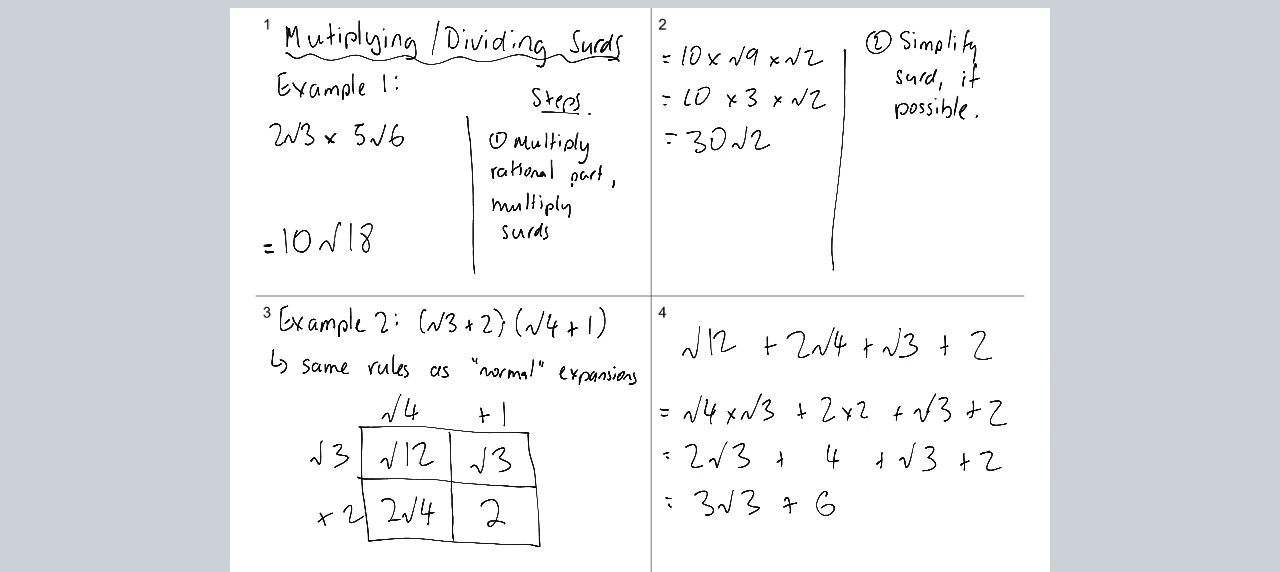 1
Mutiplying / Dividing Surds
Example 1:
Steps.
2√3 × 5√6
① Multiply
rational part,
multiply
surds
= 10√18
2
= 10 × √9 × √2
= 10 × 3 × √2
= 30√2
② Simplify
surd, if
possible.
3
Example 2: (√3 + 2)(√4 + 1)
↳ same rules as "normal" expansions
√4 + 1
√3 √12 √3
+ 2 2√4 2
4
√12 + 2√4 + √3 + 2
= √4 × √3 + 2×2 + √3 + 2
= 2√3 + 4 + √3 + 2
= 3√3 + 6